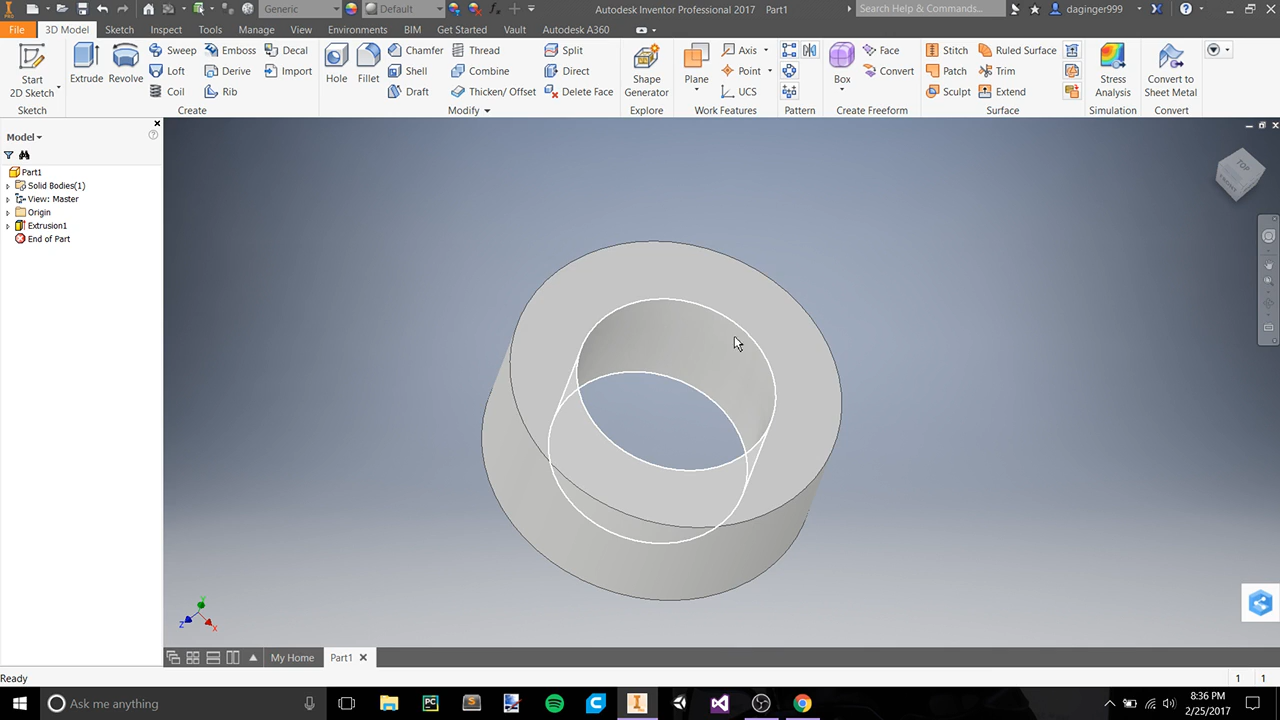 Generic
Default
Autodesk Inventor Professional 2017 Part1
Search Help & Commands...
daginger999
PRO
File
3D Model
Sketch
Inspect
Tools
Manage
View
Environments
BIM
Get Started
Vault
Autodesk A360
Start
2D Sketch
Sketch
Extrude
Revolve
Sweep
Emboss
Decal
Loft
Derive
Import
Coil
Rib
Create
Hole
Fillet
Chamfer
Thread
Split
Shell
Combine
Direct
Draft
Thicken/ Offset
Delete Face
Modify
Shape
Generator
Explore
Plane
Axis
Point
UCS
Work Features
Pattern
Box
Face
Convert
Create Freeform
Stitch
Ruled Surface
Patch
Trim
Sculpt
Extend
Surface
Stress
Analysis
Simulation
Convert to
Sheet Metal
Convert
Model
Part1
Solid Bodies(1)
View: Master
Origin
Extrusion1
End of Part
TOP
FRONT
Y
Z
X
My Home
Part1
Ready
1
1
Ask me anything
8:36 PM
2/25/2017